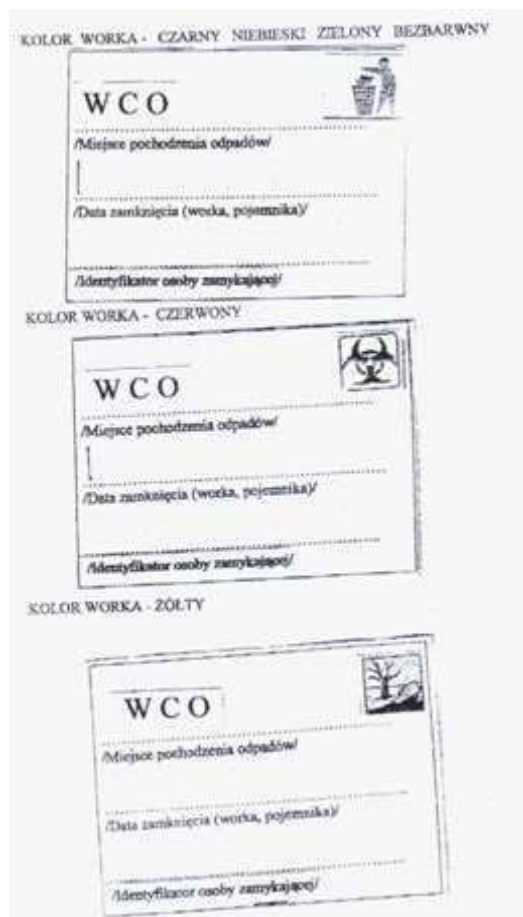 KOLOR WORKA - CZARNY NIEBIESKI ZIELONY BEZBARWNY
WCO
/Miejsce pochodzenia odpadów/
/Data zamknięcia (worka, pojemnika)/
/Identyfikator osoby zamykającej/
KOLOR WORKA - CZERWONY
WCO
/Miejsce pochodzenia odpadów/
/Data zamknięcia (worka, pojemnika)/
/Identyfikator osoby zamykającej/
KOLOR WORKA - ŻÓŁTY
WCO
/Miejsce pochodzenia odpadów/
/Data zamknięcia (worka, pojemnika)/
/Identyfikator osoby zamykającej/